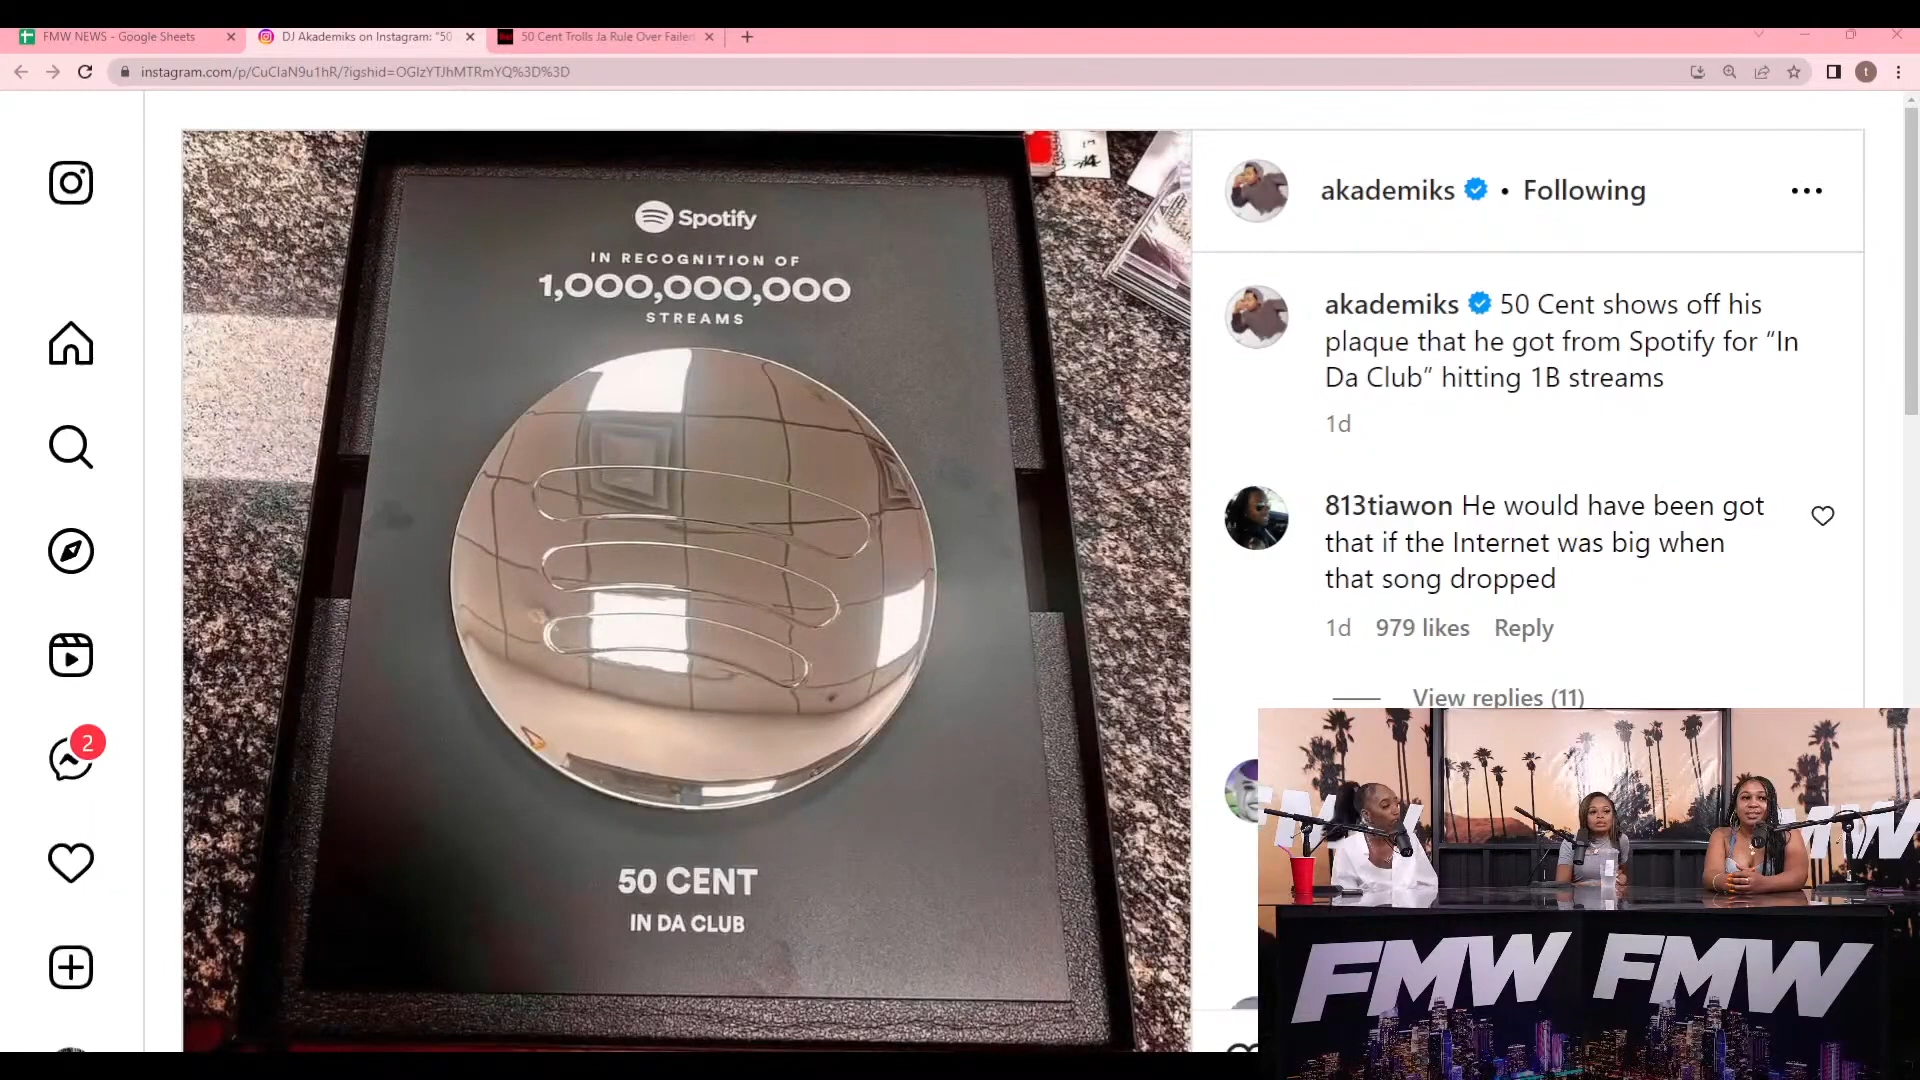 FMW NEWS - Google Sheets
DJ Akademiks on Instagram: "50
50 Cent Trolls Ja Rule Over Failed
instagram.com/p/CuClaN9u1hR/?igshid=OGIzYTJhMTRmYQ%3D%3D
t
Spotify
IN RECOGNITION OF
1,000,000,000
STREAMS
50 CENT
IN DA CLUB
2
akademiks • Following
akademiks 50 Cent shows off his
plaque that he got from Spotify for “In
Da Club” hitting 1B streams
1d
813tiawon He would have been got
that if the Internet was big when
that song dropped
1d 979 likes Reply
View replies (11)
FMW FMW